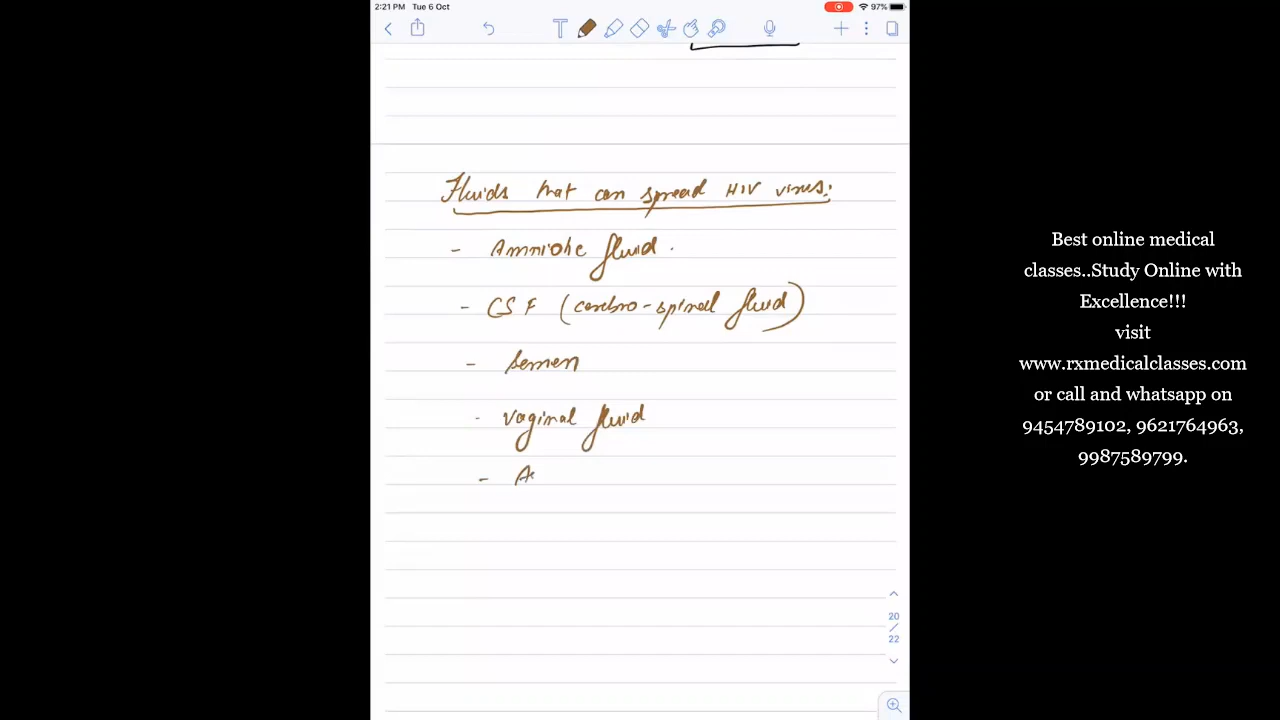 2:21 PM Tue 6 Oct
97%
T
Fluids that can spread HIV virus:
- Amniotic fluid.
- CSF (cerebro-spinal fluid)
- Semen
- Vaginal fluid
- A
20
/
22
Best online medical
classes..Study Online with
Excellence!!!
visit
www.rxmedicalclasses.com
or call and whatsapp on
9454789102, 9621764963,
9987589799.